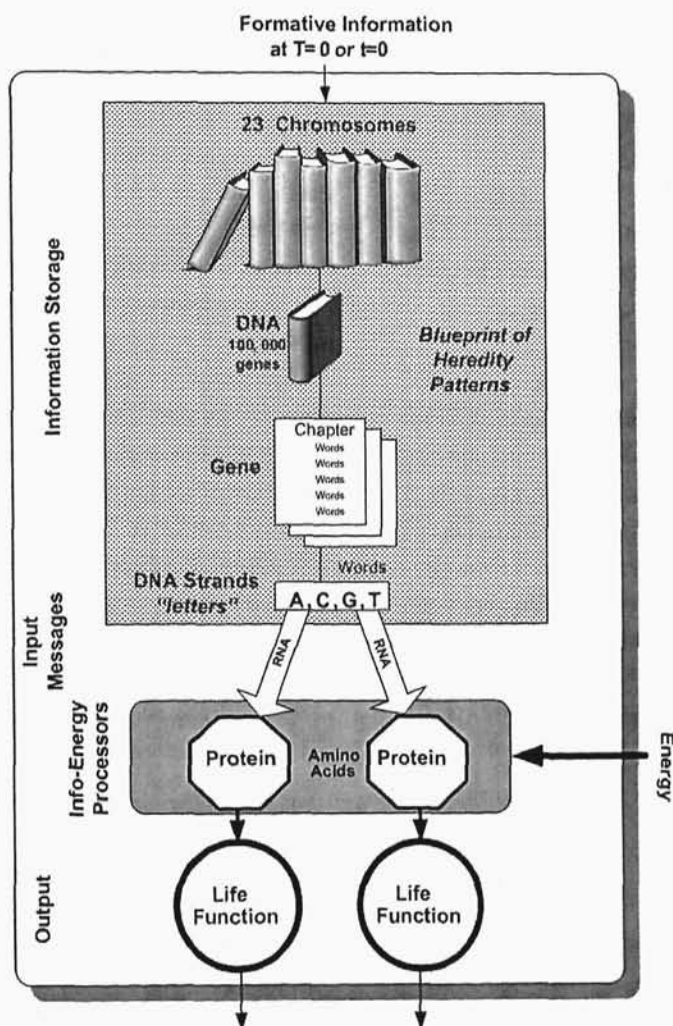 Formative Information
at T= 0 or t=0
23 Chromosomes
Information Storage
DNA
100, 000
genes
Blueprint of
Heredity
Patterns
Chapter
Words
Words
Words
Words
Words
Gene
Words
DNA Strands
"letters"
A, C, G, T
Input
Messages
RNA
RNA
Info-Energy
Processors
Protein
Amino
Acids
Protein
Energy
Output
Life
Function
Life
Function